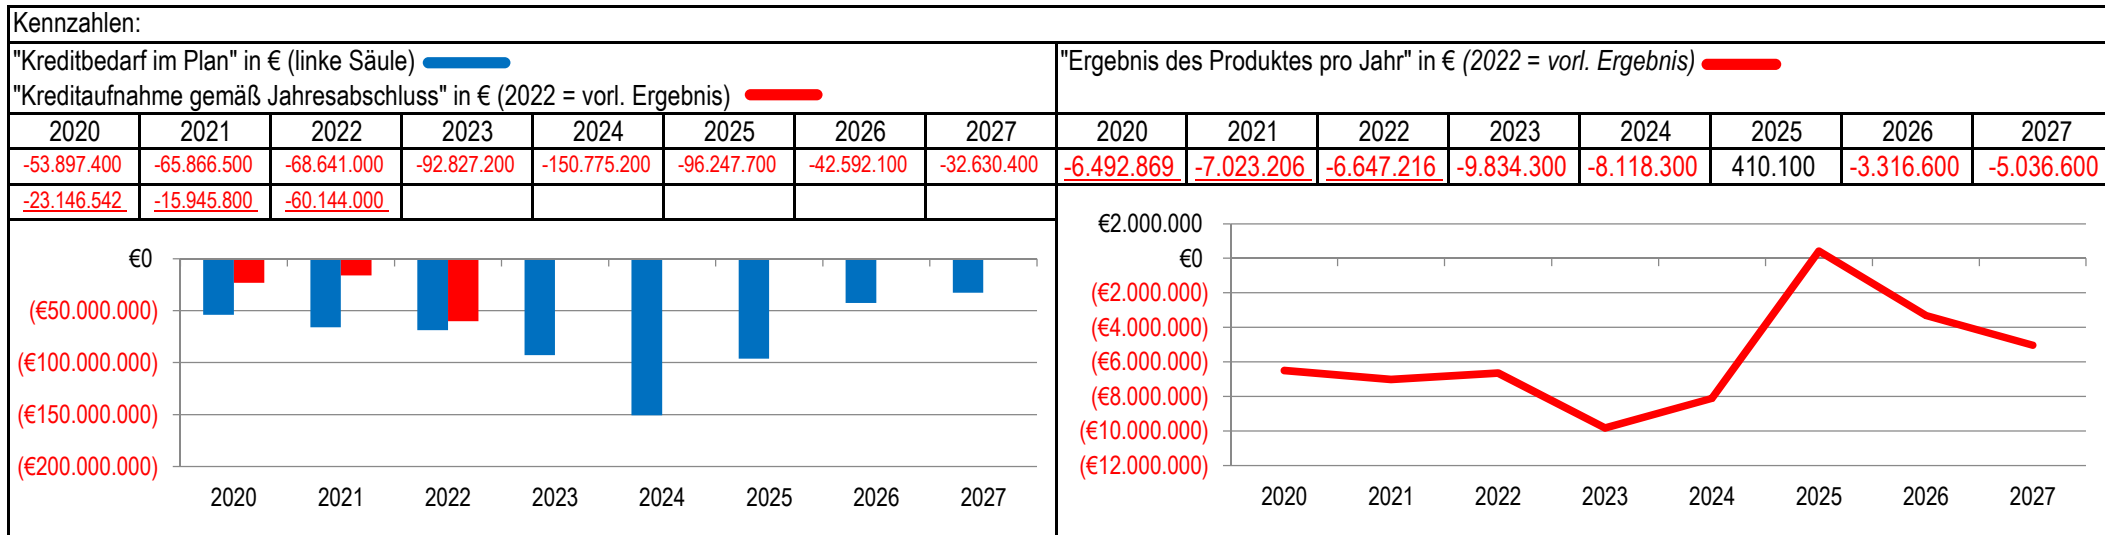 Kennzahlen:
"Kreditbedarf im Plan" in € (linke Säule)
"Kreditaufnahme gemäß Jahresabschluss" in € (2022 = vorl. Ergebnis)
2020 2021 2022 2023 2024 2025 2026 2027
-53.897.400 -65.866.500 -68.641.000 -92.827.200 -150.775.200 -96.247.700 -42.592.100 -32.630.400
-23.146.542 -15.945.800 -60.144.000
€0
(€50.000.000)
(€100.000.000)
(€150.000.000)
(€200.000.000)
2020 2021 2022 2023 2024 2025 2026 2027
"Ergebnis des Produktes pro Jahr" in € (2022 = vorl. Ergebnis)
2020 2021 2022 2023 2024 2025 2026 2027
-6.492.869 -7.023.206 -6.647.216 -9.834.300 -8.118.300 410.100 -3.316.600 -5.036.600
€2.000.000
€0
(€2.000.000)
(€4.000.000)
(€6.000.000)
(€8.000.000)
(€10.000.000)
(€12.000.000)
2020 2021 2022 2023 2024 2025 2026 2027